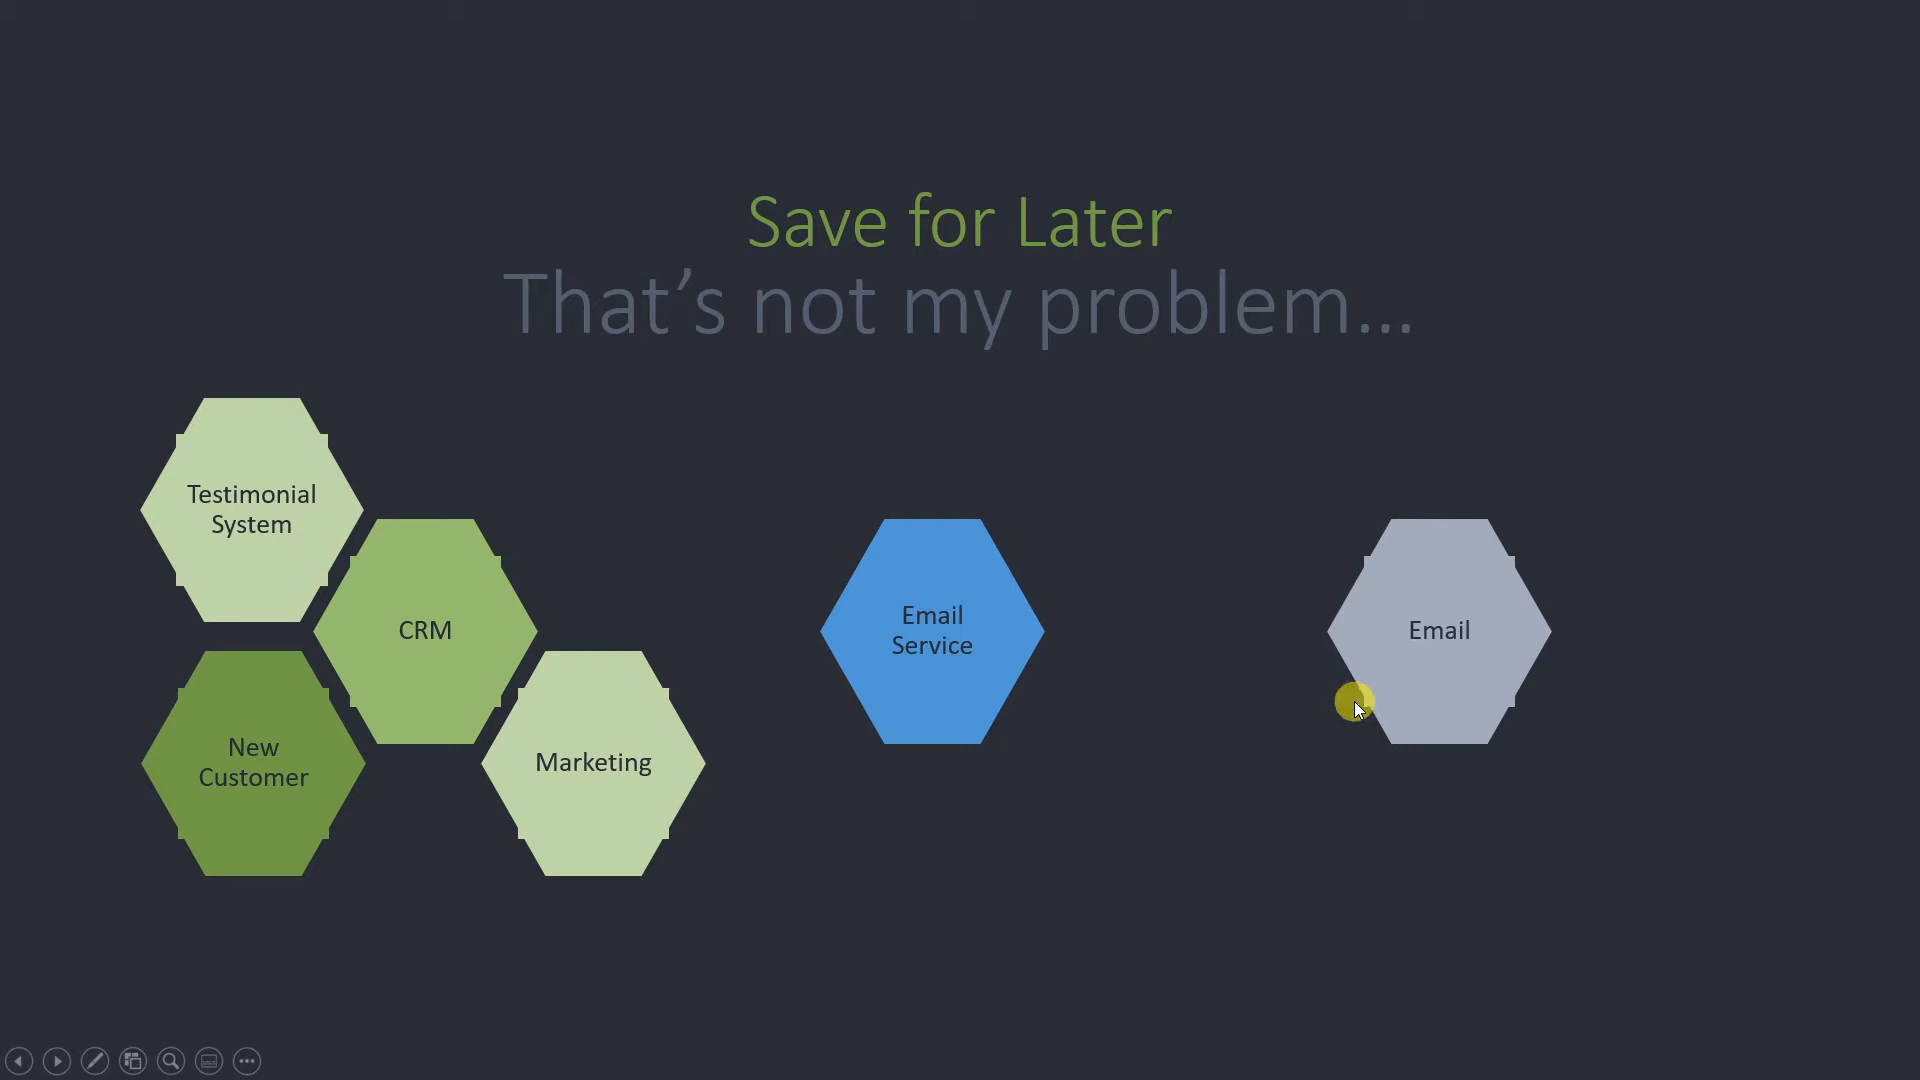 Save for Later
That’s not my problem…
Testimonial
System
CRM
New
Customer
Marketing
Email
Service
Email